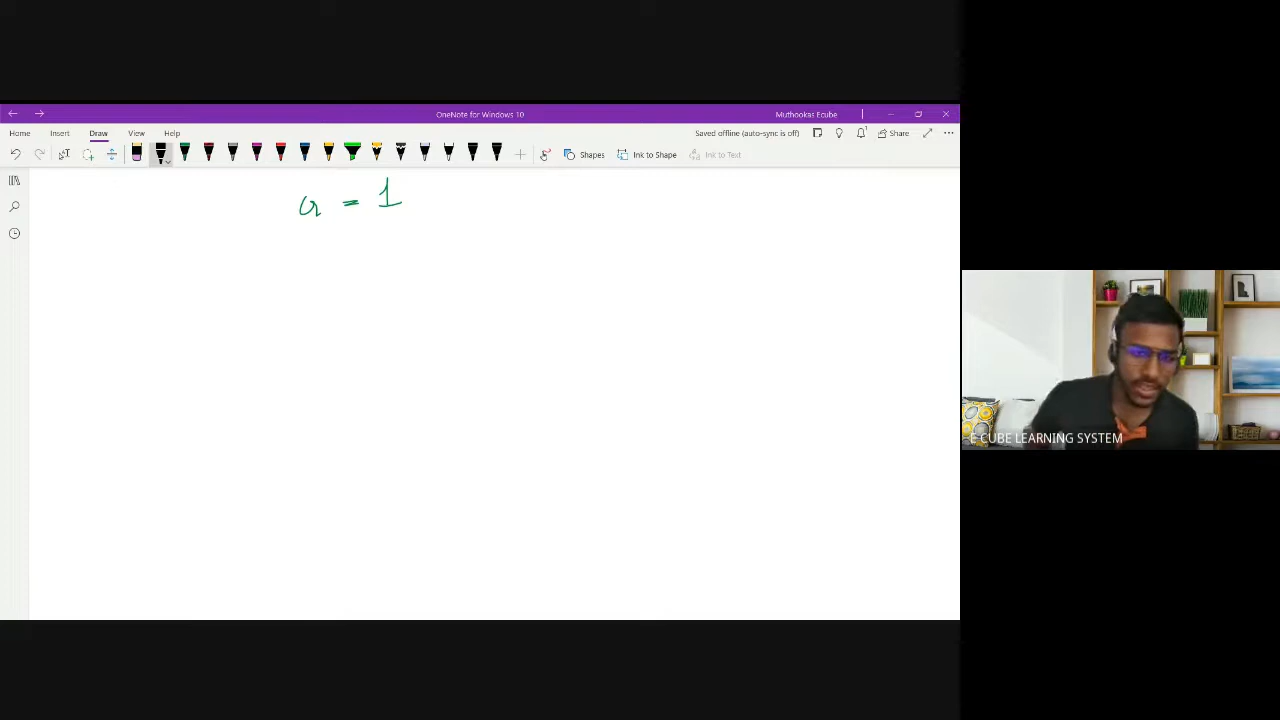 OneNote for Windows 10
Muthookas Ecube
Home Insert Draw View Help
Saved offline (auto-sync is off) Share
Shapes Ink to Shape Ink to Text
a = 1
E CUBE LEARNING SYSTEM